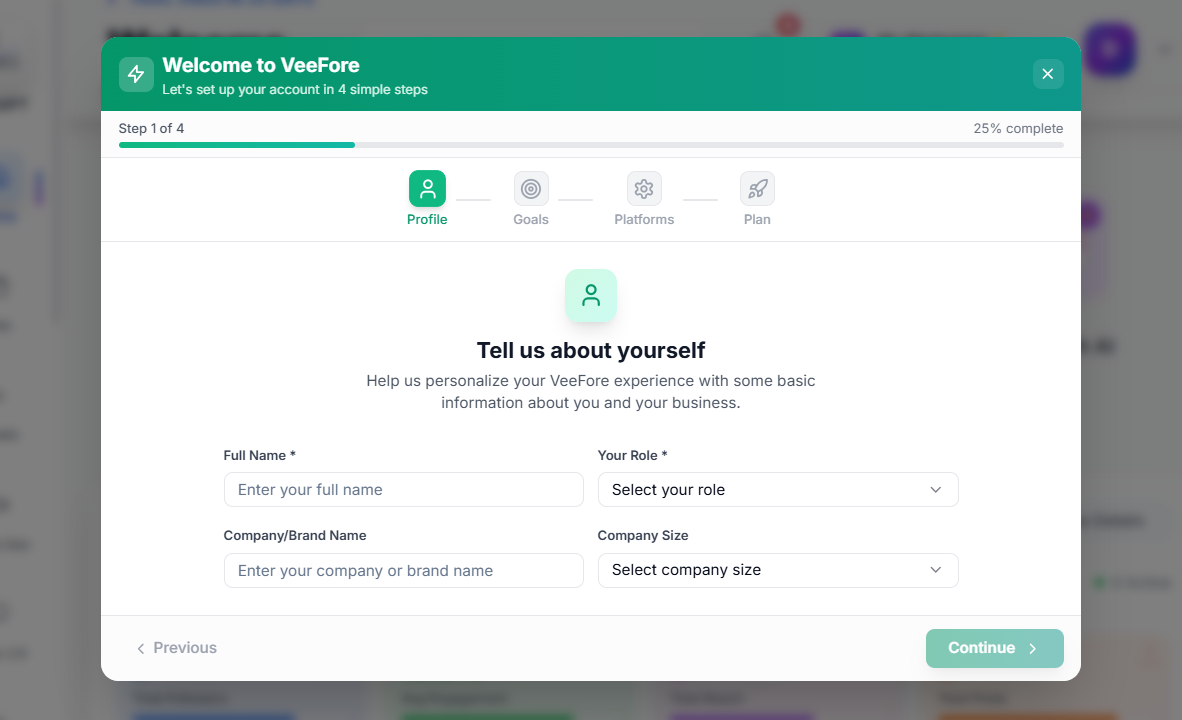 Welcome to VeeFore
Let's set up your account in 4 simple steps
Step 1 of 4
25% complete
Profile
Goals
Platforms
Plan
Tell us about yourself
Help us personalize your VeeFore experience with some basic
information about you and your business.
Full Name *
Your Role *
Enter your full name
Select your role
Company/Brand Name
Company Size
Enter your company or brand name
Select company size
Previous
Continue